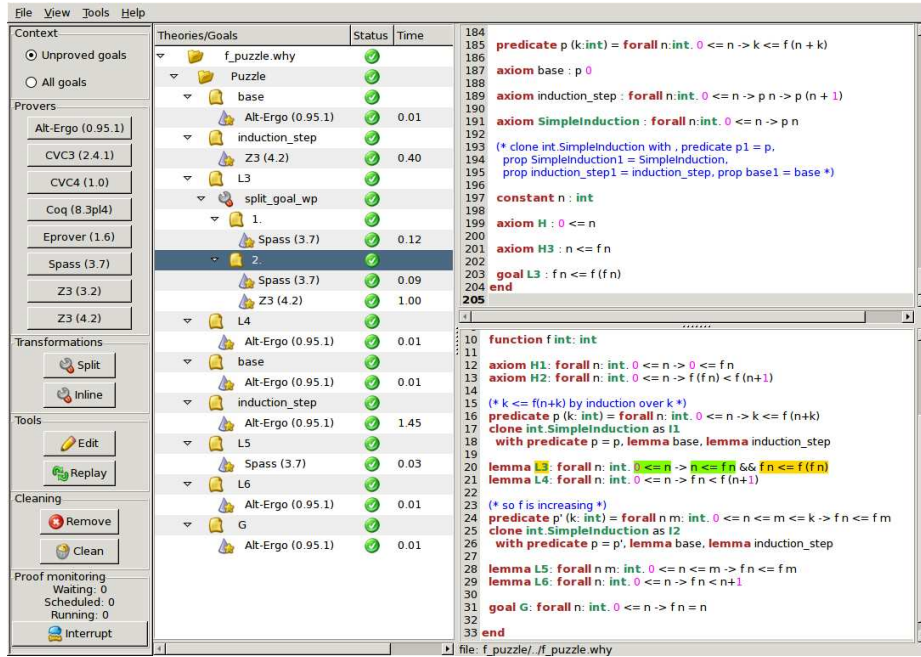 File View Tools Help
Context
Unproved goals
All goals
Provers
Alt-Ergo (0.95.1)
CVC3 (2.4.1)
CVC4 (1.0)
Coq (8.3pl4)
Eprover (1.6)
Spass (3.7)
Z3 (3.2)
Z3 (4.2)
Transformations
Split
Inline
Tools
Edit
Replay
Cleaning
Remove
Clean
Proof monitoring
Waiting: 0
Scheduled: 0
Running: 0
Interrupt
Theories/Goals Status Time
f_puzzle.why
Puzzle
base
Alt-Ergo (0.95.1) 0.01
induction_step
Z3 (4.2) 0.40
L3
split_goal_wp
1.
Spass (3.7) 0.12
2.
Spass (3.7) 0.09
Z3 (4.2) 1.00
L4
Alt-Ergo (0.95.1) 0.01
base
Alt-Ergo (0.95.1) 0.01
induction_step
Alt-Ergo (0.95.1) 1.45
L5
Spass (3.7) 0.03
L6
Alt-Ergo (0.95.1) 0.01
G
Alt-Ergo (0.95.1) 0.01
184
185 predicate p (k:int) = forall n:int. 0 <= n -> k <= f (n + k)
186
187 axiom base : p 0
188
189 axiom induction_step : forall n:int. 0 <= n -> p n -> p (n + 1)
190
191 axiom SimpleInduction : forall n:int. 0 <= n -> p n
192
193 (* clone int.SimpleInduction with , predicate p1 = p,
194 prop SimpleInduction1 = SimpleInduction,
195 prop induction_step1 = induction_step, prop base1 = base *)
196
197 constant n : int
198
199 axiom H : 0 <= n
200
201 axiom H3 : n <= f n
202
203 goal L3 : f n <= f (f n)
204 end
205
10 function f int: int
11
12 axiom H1: forall n: int. 0 <= n -> 0 <= f n
13 axiom H2: forall n: int. 0 <= n -> f (f n) < f (n+1)
14
15 (* k <= f(n+k) by induction over k *)
16 predicate p (k: int) = forall n: int. 0 <= n -> k <= f (n+k)
17 clone int.SimpleInduction as I1
18 with predicate p = p, lemma base, lemma induction_step
19
20 lemma L3: forall n: int. 0 <= n -> n <= f n && f n <= f (f n)
21 lemma L4: forall n: int. 0 <= n -> f n < f (n+1)
22
23 (* so f is increasing *)
24 predicate p' (k: int) = forall n m: int. 0 <= n <= m <= k -> f n <= f m
25 clone int.SimpleInduction as I2
26 with predicate p = p', lemma base, lemma induction_step
27
28 lemma L5: forall n m: int. 0 <= n <= m -> f n <= f m
29 lemma L6: forall n: int. 0 <= n -> f n < n+1
30
31 goal G: forall n: int. 0 <= n -> f n = n
32
33 end
file: f_puzzle/../f_puzzle.why